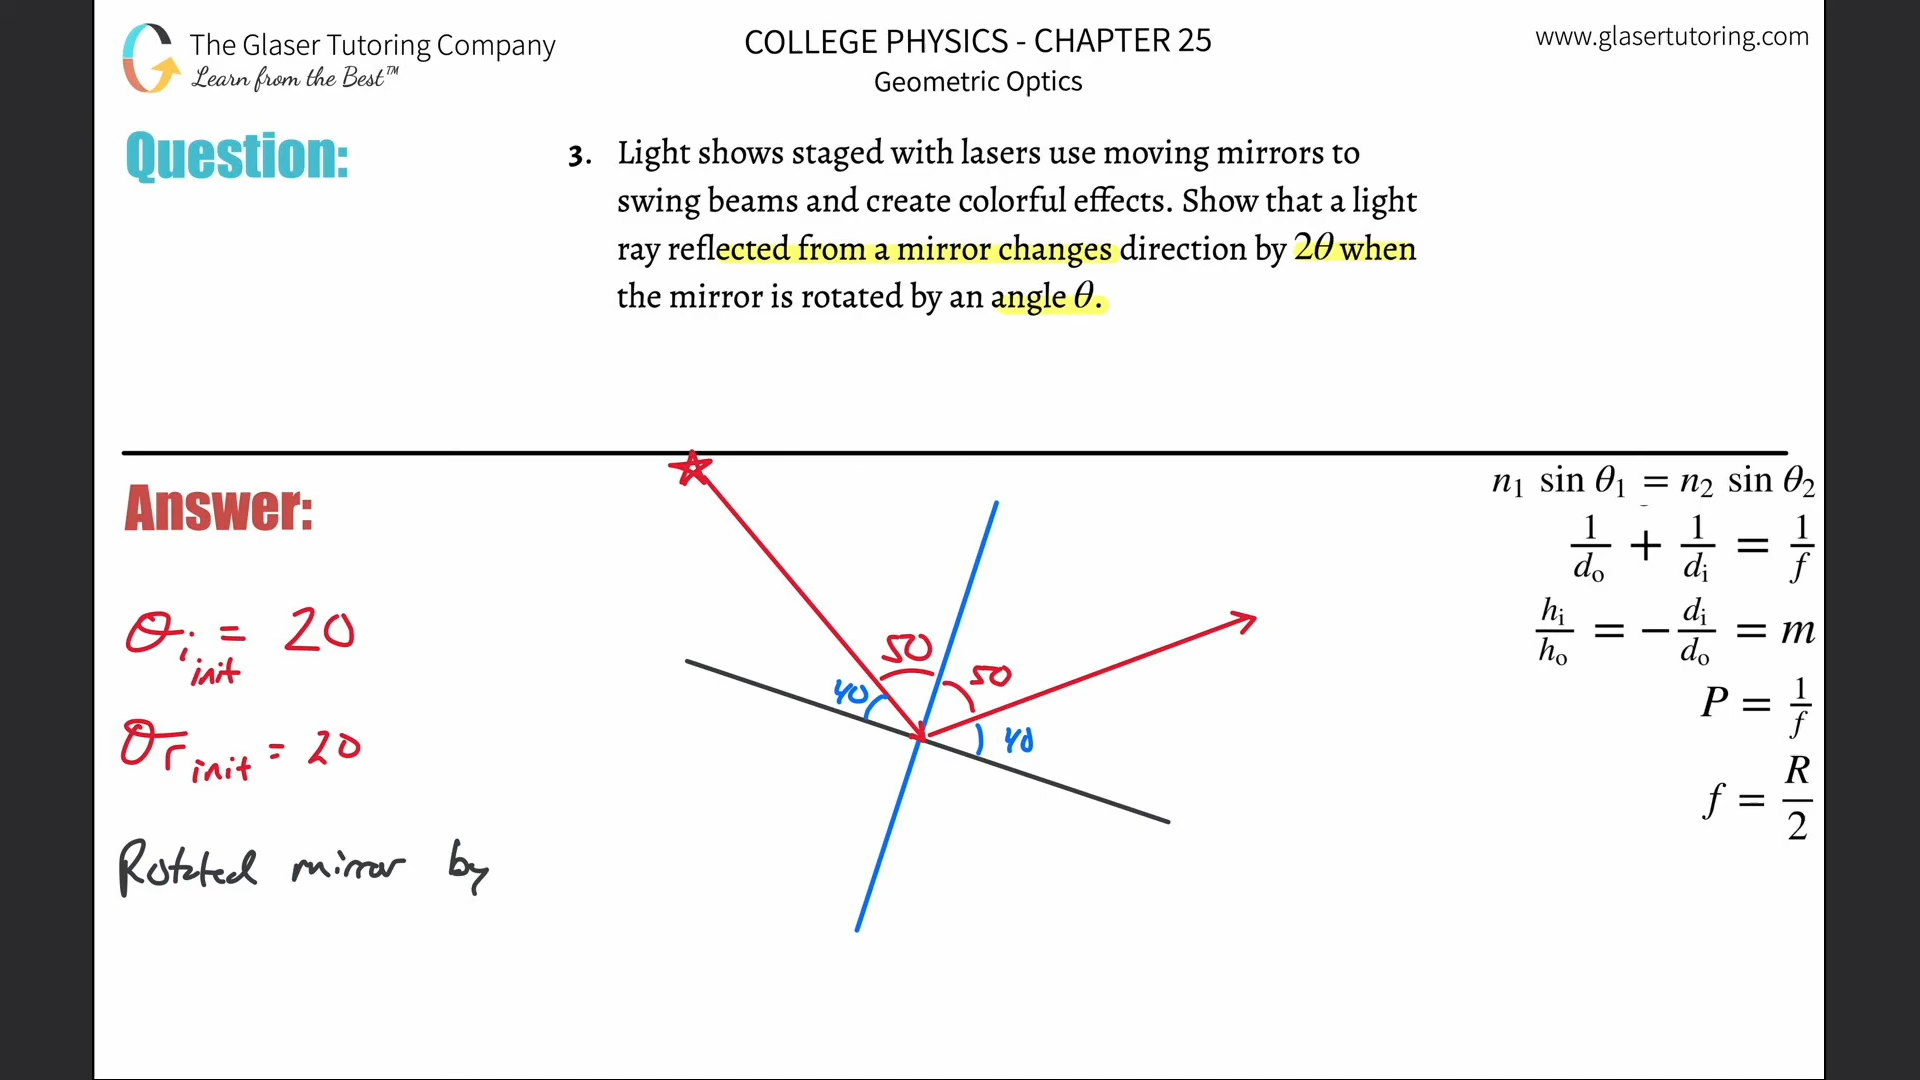 The Glaser Tutoring Company
Learn from the Best™
COLLEGE PHYSICS - CHAPTER 25
Geometric Optics
www.glasertutoring.com
Question:
3. Light shows staged with lasers use moving mirrors to
swing beams and create colorful effects. Show that a light
ray reflected from a mirror changes direction by 2θ when
the mirror is rotated by an angle θ.
Answer:
θi init = 20
θr init = 20
Rotated mirror by
50
50
40
40
n₁ sin θ₁ = n₂ sin θ₂
1/dₒ + 1/dᵢ = 1/f
hᵢ/hₒ = −dᵢ/dₒ = m
P = 1/f
f = R/2